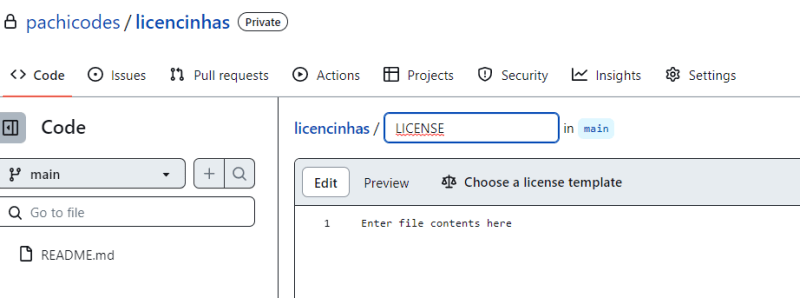 pachicodes / licencinhas Private
Code Issues Pull requests Actions Projects Security Insights Settings
Code
main
Go to file
README.md
licencinhas / LICENSE in main
Edit Preview Choose a license template
1 Enter file contents here